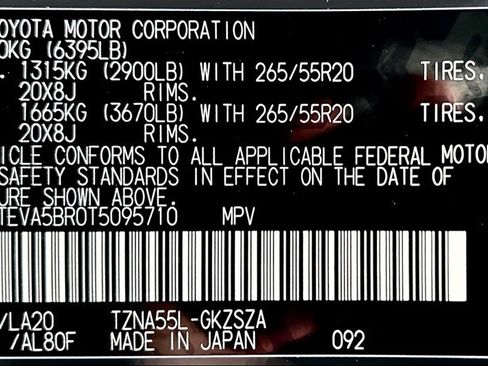 TOYOTA MOTOR CORPORATION
0KG (6395LB)
. 1315KG (2900LB) WITH 265/55R20 TIRES,
20X8J RIMS.
1665KG (3670LB) WITH 265/55R20 TIRES,
20X8J RIMS.
ICLE CONFORMS TO ALL APPLICABLE FEDERAL MOTOR
SAFETY STANDARDS IN EFFECT ON THE DATE OF
URE SHOWN ABOVE.
TEVA5BR0T5095710 MPV
/LA20 TZNA55L-GKZSZA
/AL80F MADE IN JAPAN 092